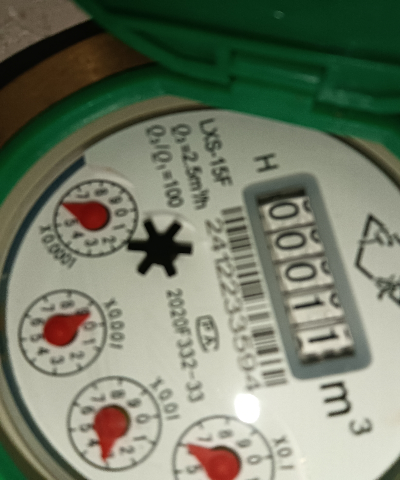 LXS-15F
Q₃=2.5m³/h
Q₃/Q₁=100
H
00011
m³
2412233594
2020F332-33
X0.0001
X0.001
X0.01
X0.1